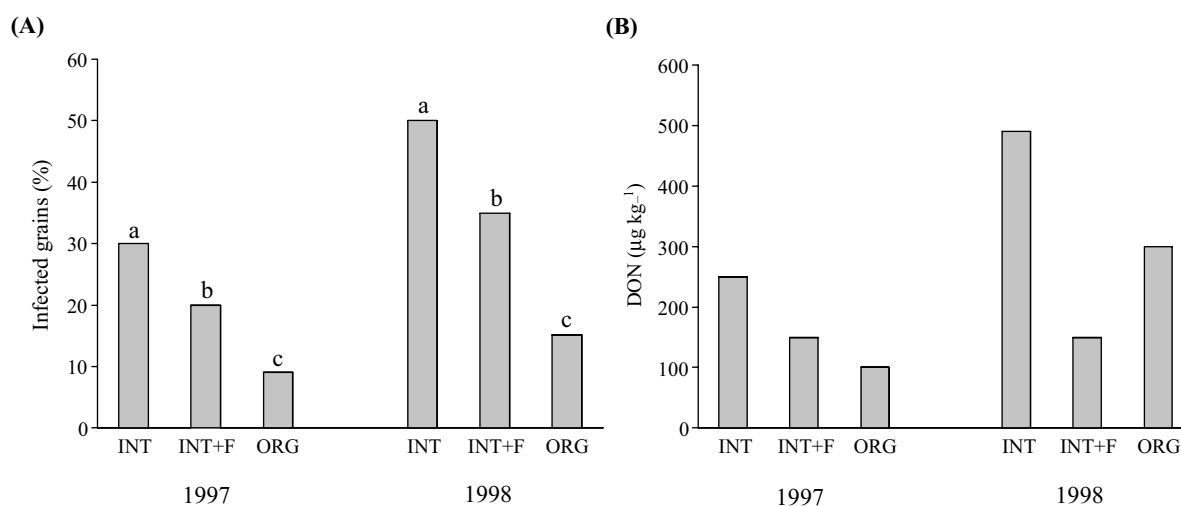 (A)
Infected grains (%)
60
50
40
30
20
10
0
a
b
c
a
b
c
INT INT+F ORG INT INT+F ORG
1997 1998
(B)
DON (µg kg–1)
600
500
400
300
200
100
0
INT INT+F ORG INT INT+F ORG
1997 1998